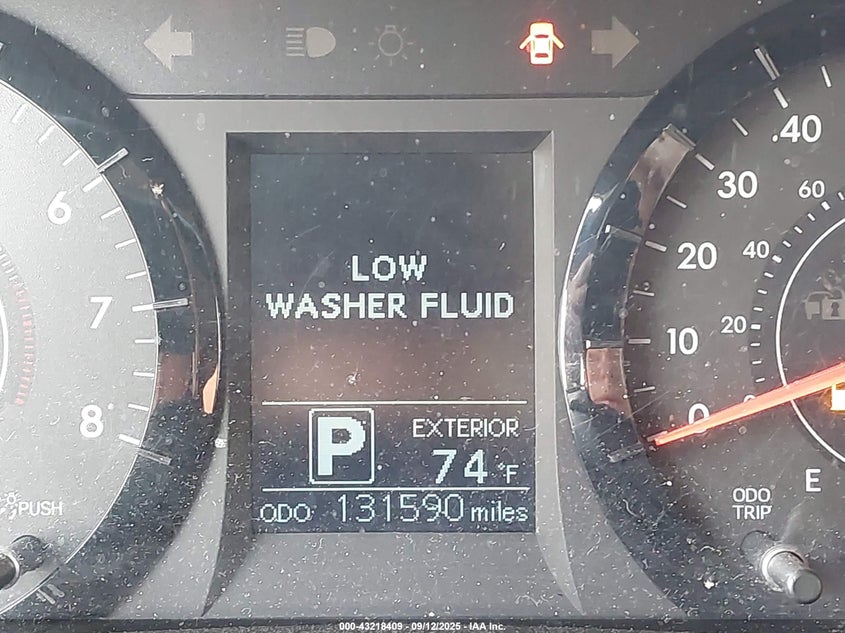 6
7
8
PUSH
LOW
WASHER FLUID
P
EXTERIOR
74 °F
ODO 131590 miles
40
30
20
10
0
60
40
20
E
ODO
TRIP
000-43218409 - 09/12/2025 - IAA Inc.